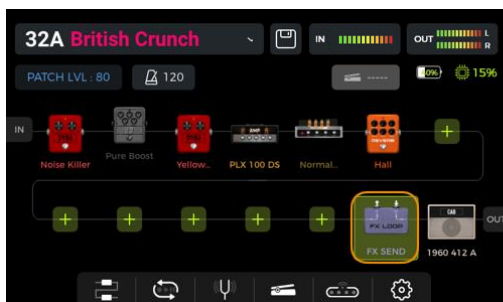 32A British Crunch
IN
OUT
L
R
PATCH LVL : 80
120
-----
0%
15%
IN
Noise Killer
Pure Boost
Yellow..
PLX 100 DS
Normal..
Hall
FX LOOP
FX SEND
CAB
1960 412 A
OUT